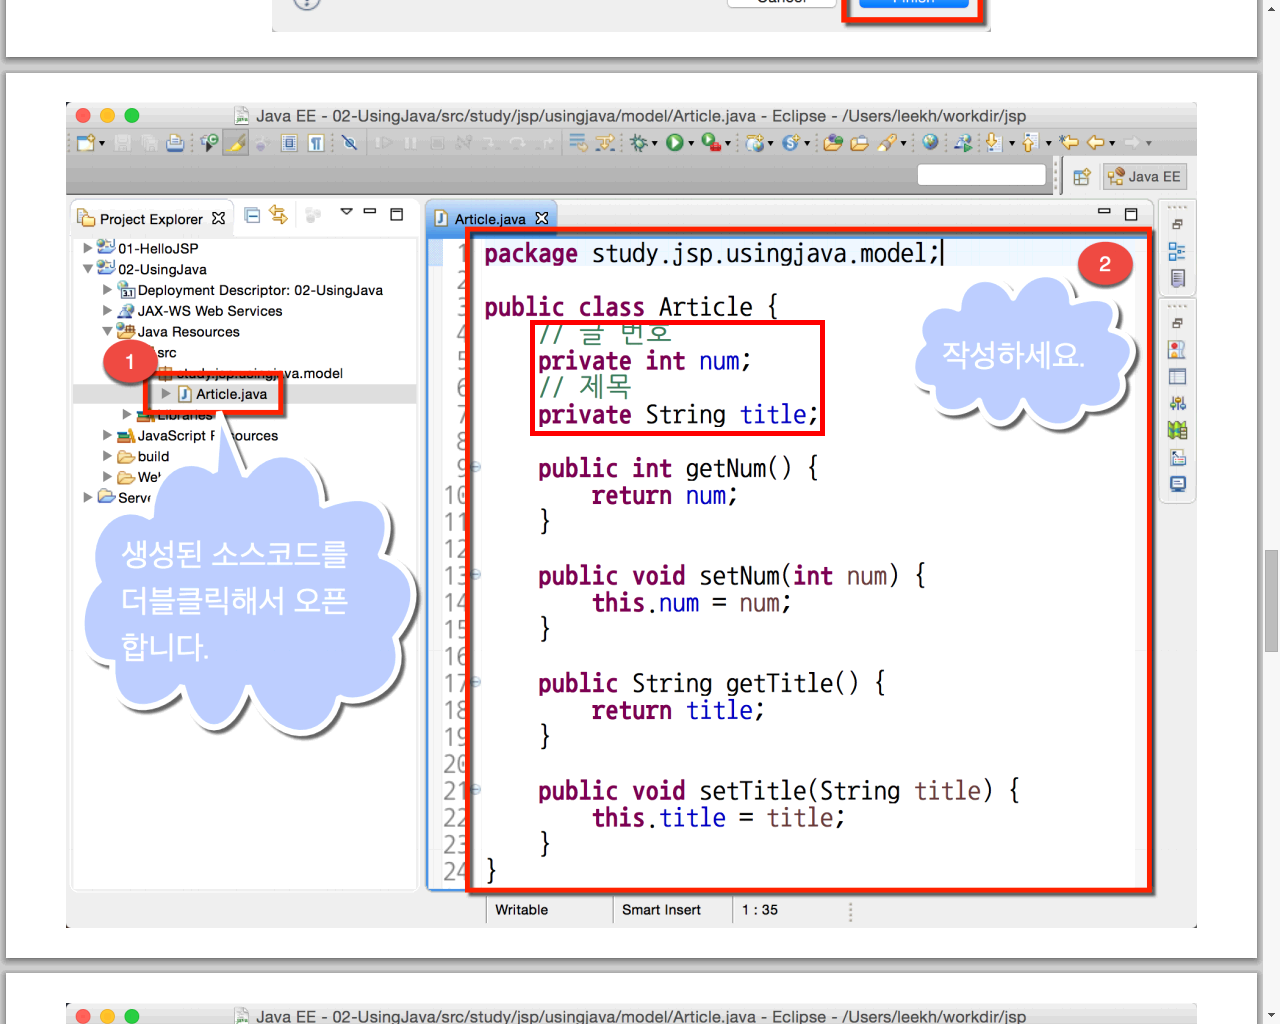 Cancel
Finish
Java EE - 02-UsingJava/src/study/jsp/usingjava/model/Article.java - Eclipse - /Users/leekh/workdir/jsp
Java EE
Project Explorer
01-HelloJSP
02-UsingJava
Deployment Descriptor: 02-UsingJava
JAX-WS Web Services
Java Resources
src
study.jsp.usingjava.model
Article.java
Libraries
JavaScript Resources
build
We
Serve
1
생성된 소스코드를
더블클릭해서 오픈
합니다.
Article.java
1 package study.jsp.usingjava.model;
2
작성하세요.
3 public class Article {
4 // 글 번호
5 private int num;
6 // 제목
7 private String title;
8
9 public int getNum() {
10 return num;
11 }
12
13 public void setNum(int num) {
14 this.num = num;
15 }
16
17 public String getTitle() {
18 return title;
19 }
20
21 public void setTitle(String title) {
22 this.title = title;
23 }
24 }
Writable
Smart Insert
1 : 35
Java EE - 02-UsingJava/src/study/jsp/usingjava/model/Article.java - Eclipse - /Users/leekh/workdir/jsp